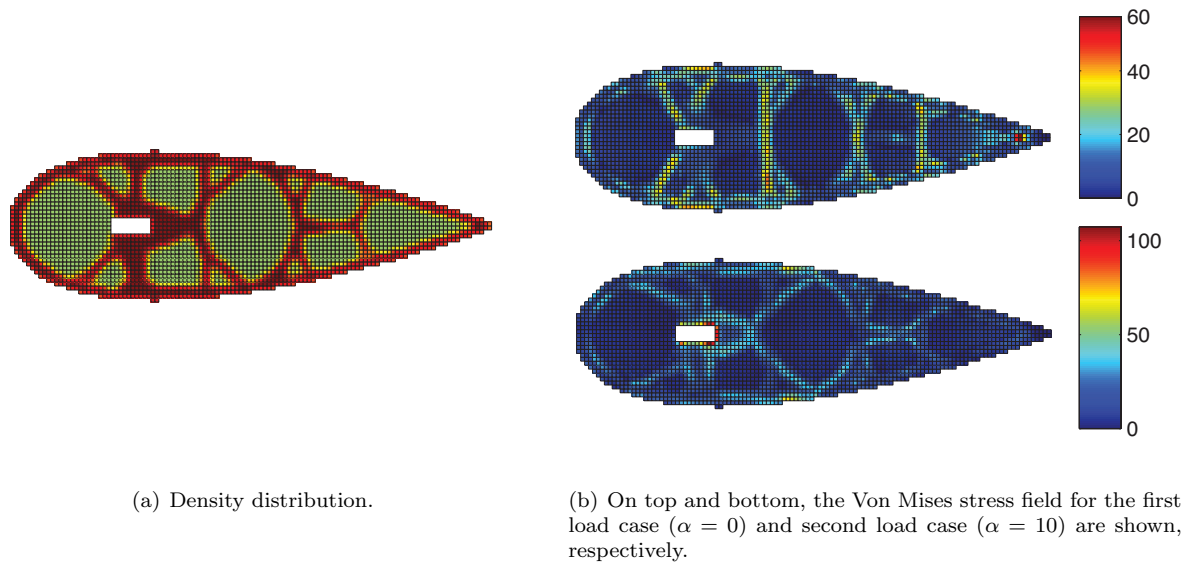 60
40
20
0
100
50
0
(a) Density distribution.
(b) On top and bottom, the Von Mises stress field for the first
load case (α = 0) and second load case (α = 10) are shown,
respectively.